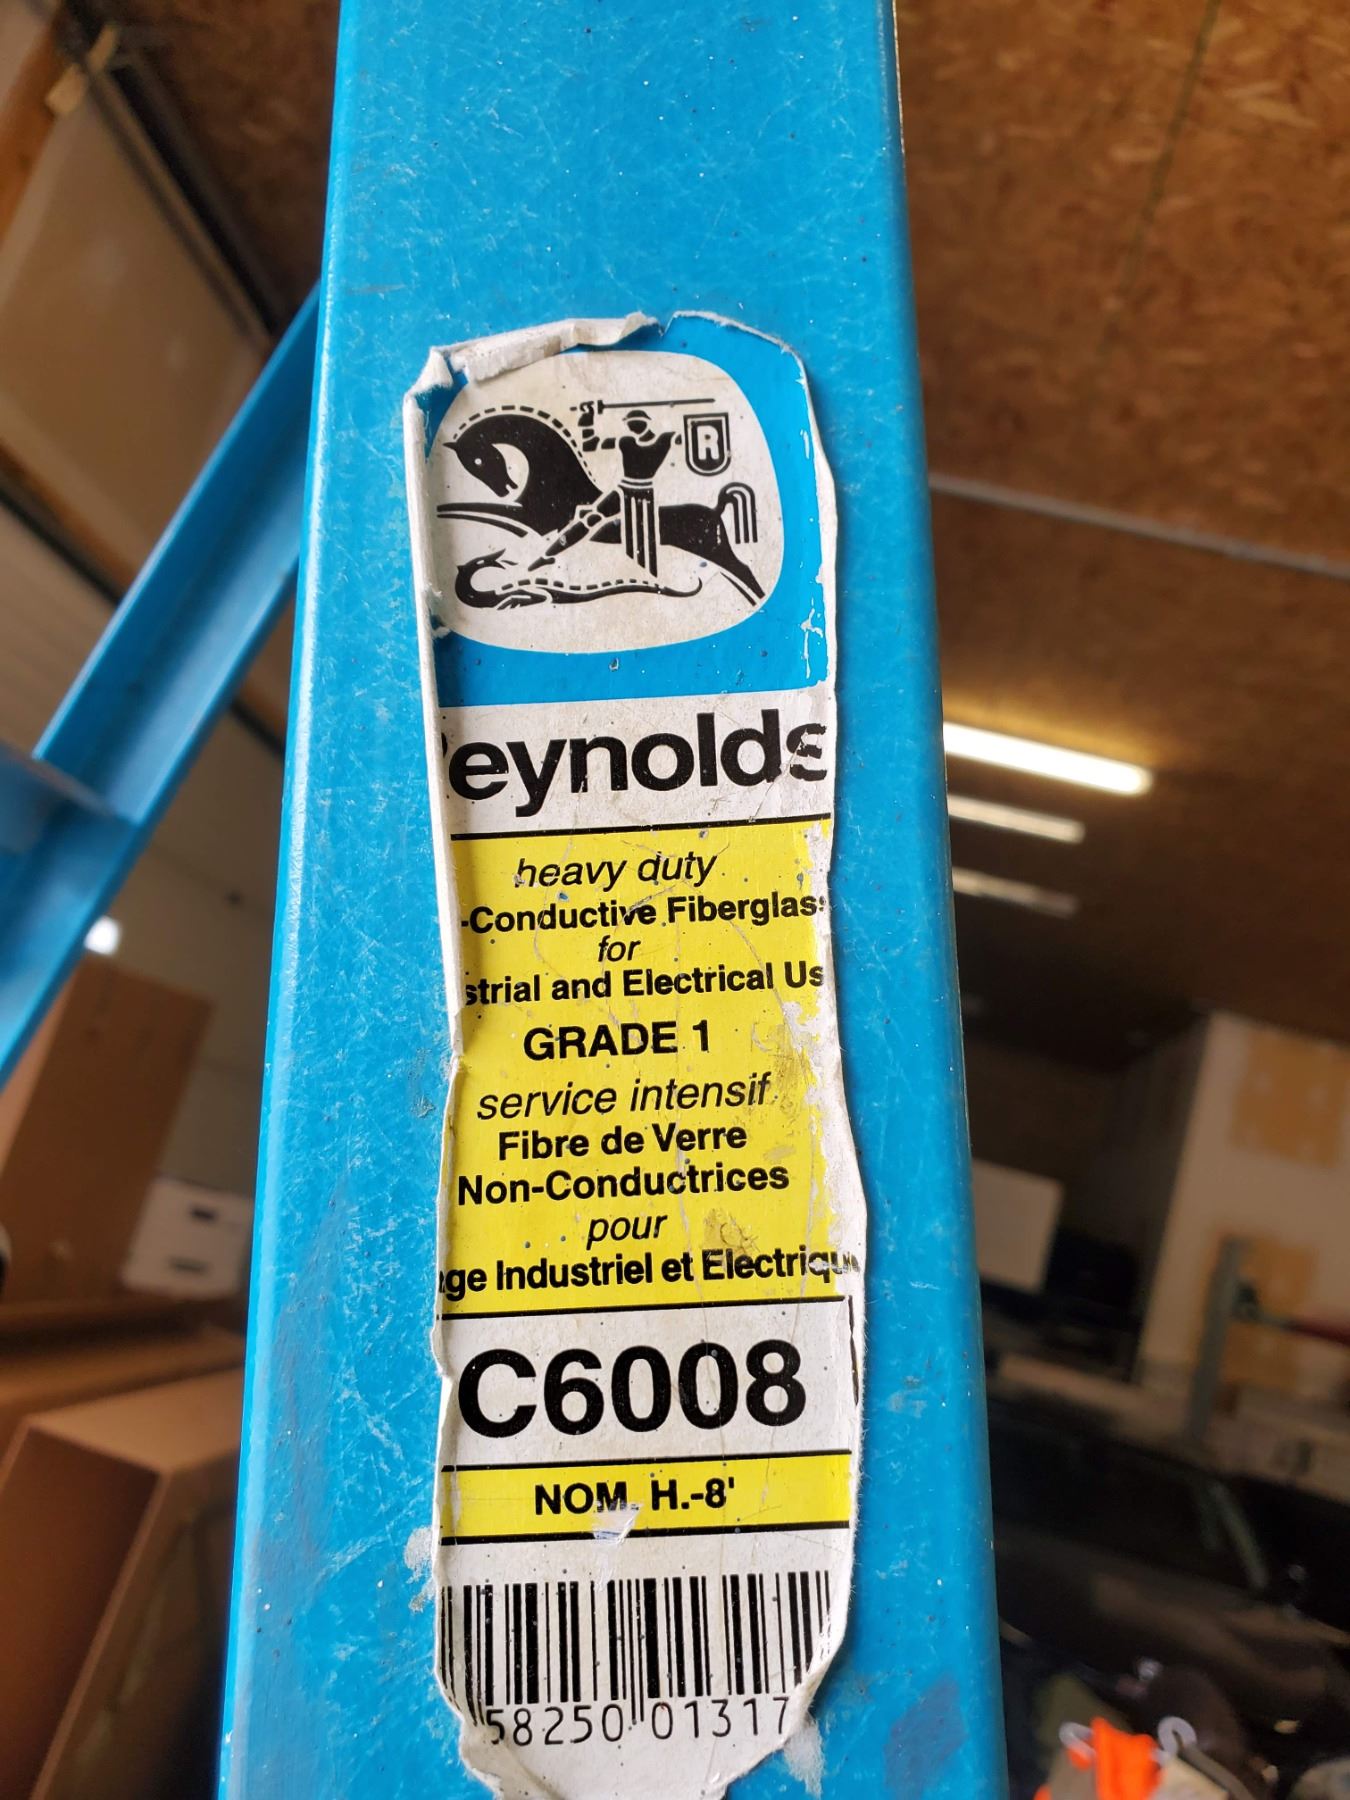 R
eynolds
heavy duty
-Conductive Fiberglas
for
strial and Electrical Us
GRADE 1
service intensif
Fibre de Verre
Non-Conductrices
pour
ge Industriel et Electriqu
C6008
NOM. H.-8'
58250 01317